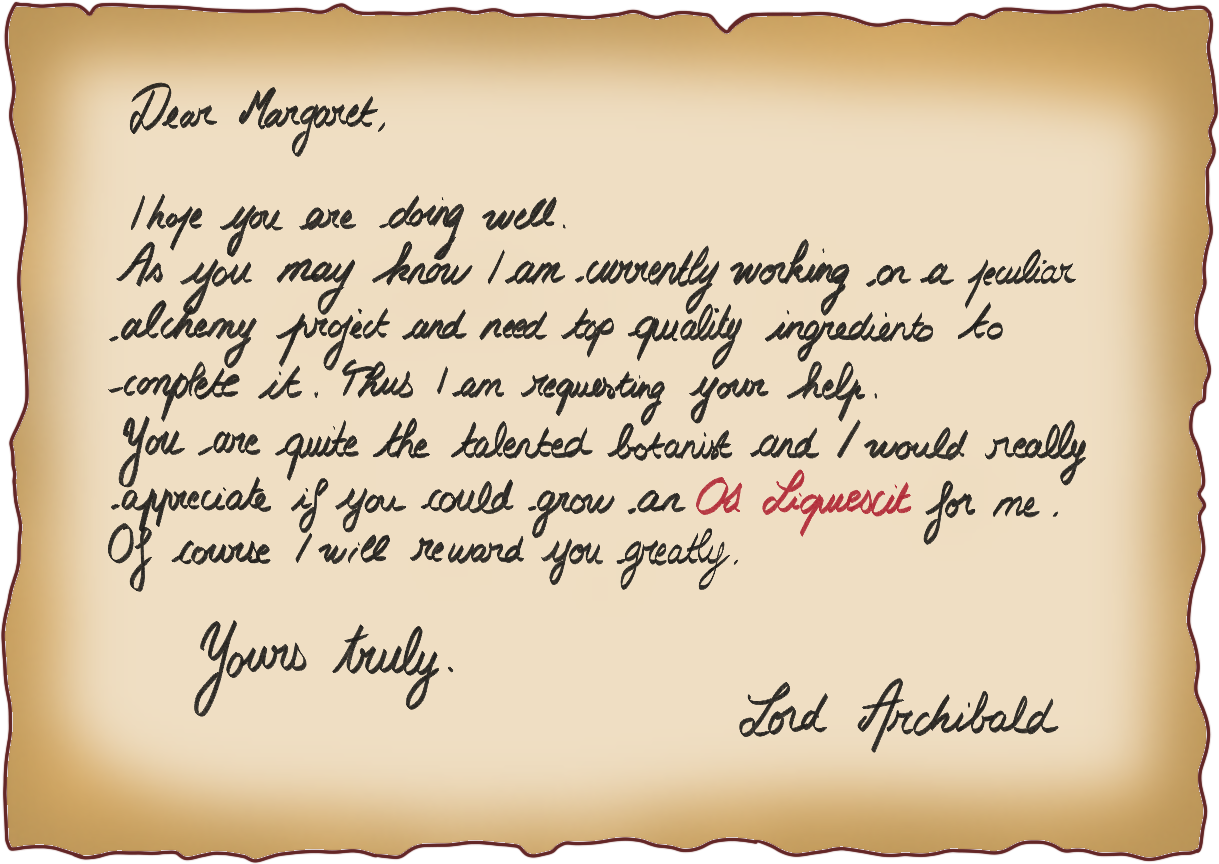 Dear Margaret,
I hope you are doing well.
As you may know I am currently working on a peculiar
alchemy project and need top quality ingredients to
complete it. Thus I am requesting your help.
You are quite the talented botanist and I would really
appreciate if you could grow an Os Liquescit for me.
Of course I will reward you greatly.
Yours truly.
Lord Archibald